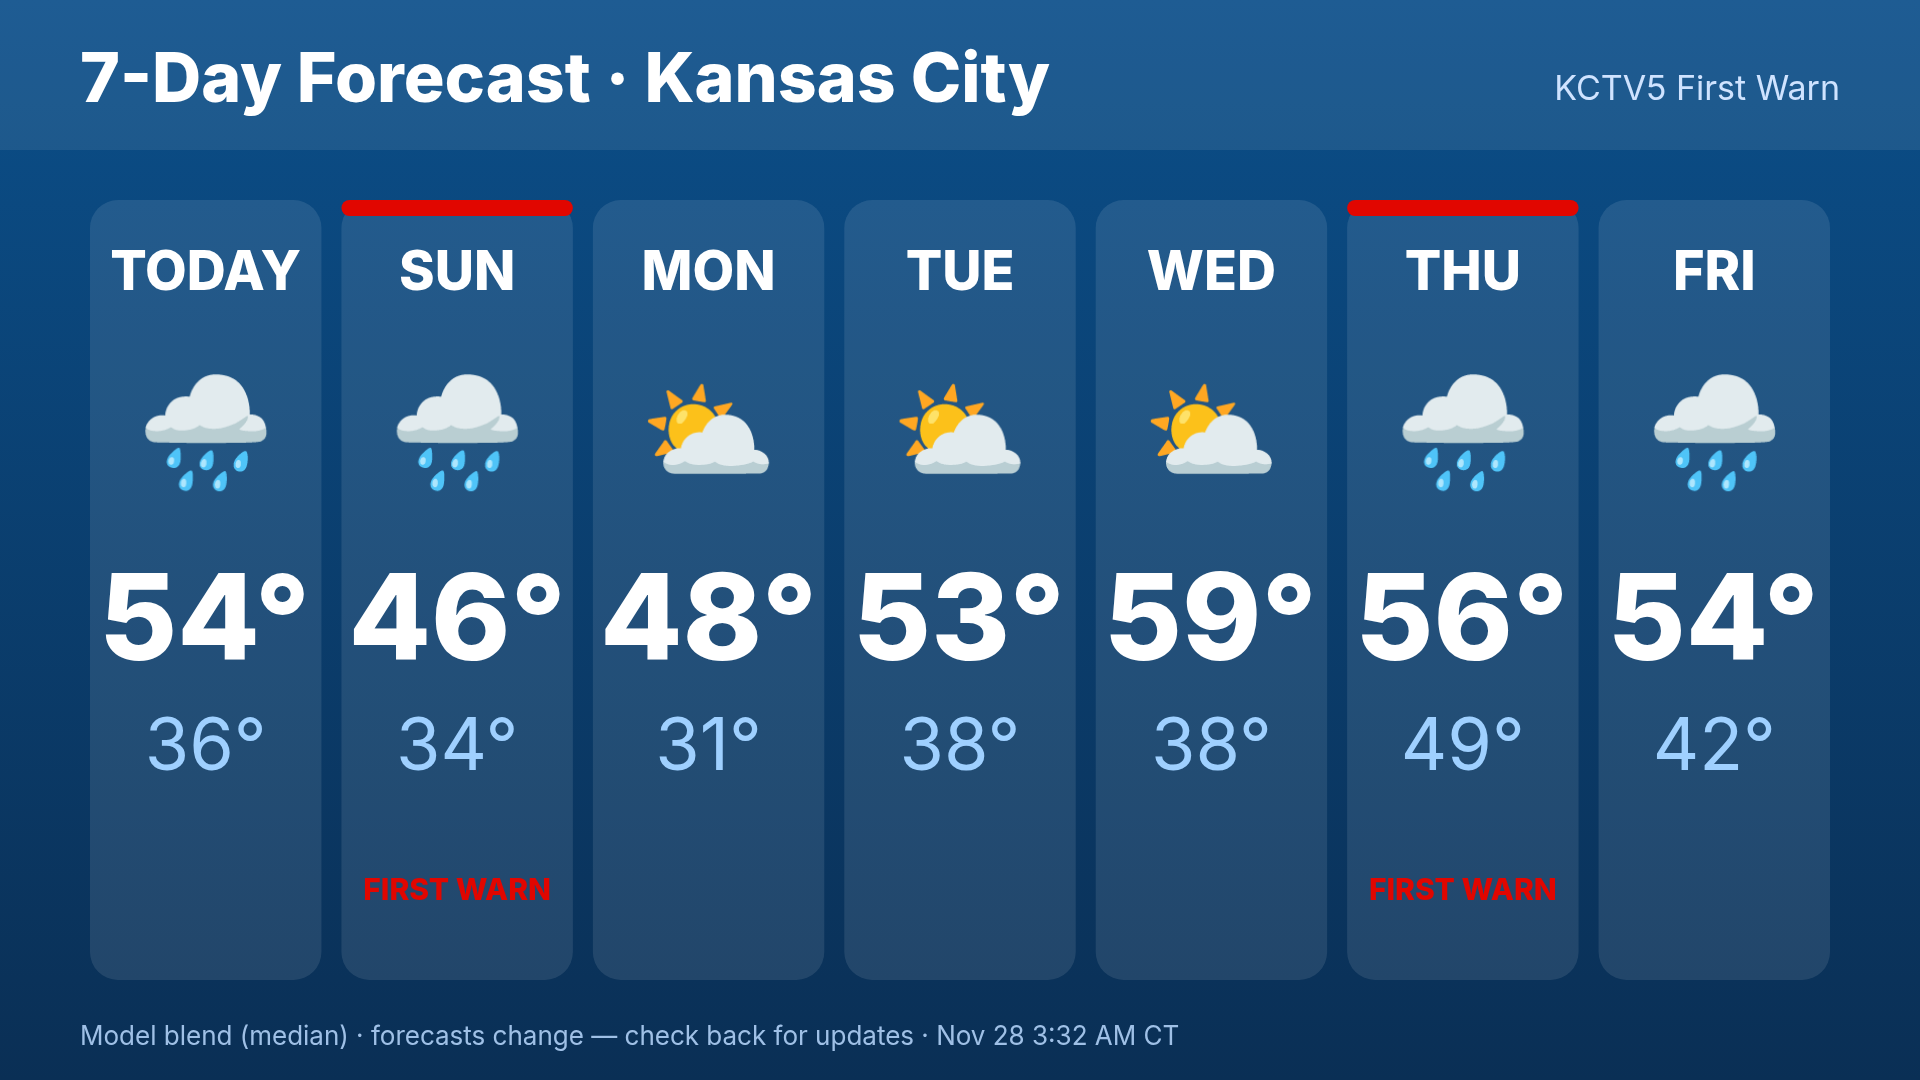 7-Day Forecast · Kansas City
KCTV5 First Warn
TODAY
54°
36°
SUN
46°
34°
FIRST WARN
MON
48°
31°
TUE
53°
38°
WED
59°
38°
THU
56°
49°
FIRST WARN
FRI
54°
42°
Model blend (median) · forecasts change — check back for updates · Nov 28 3:32 AM CT